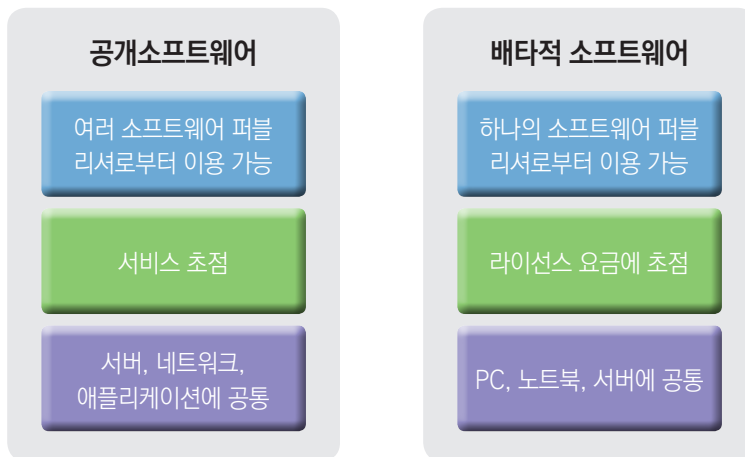 공개소프트웨어
여러 소프트웨어 퍼블
리셔로부터 이용 가능
서비스 초점
서버, 네트워크,
애플리케이션에 공통
배타적 소프트웨어
하나의 소프트웨어 퍼블
리셔로부터 이용 가능
라이선스 요금에 초점
PC, 노트북, 서버에 공통